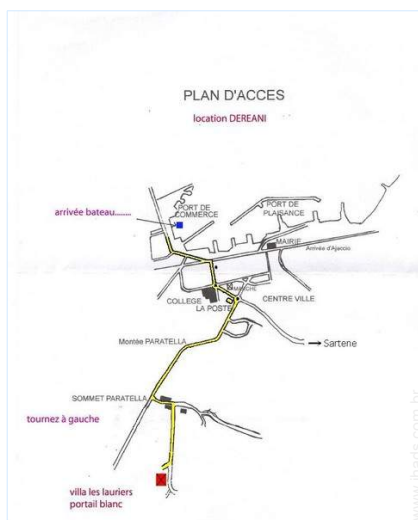 PLAN D'ACCES
location DEREANI
arrivée bateau.......
PORT DE
COMMERCE
PORT DE
PLAISANCE
MAIRIE
Arrivée d'Ajaccio
COLLEGE
LA POSTE
CENTRE VILLE
Montée PARATELLA
Sartene
SOMMET PARATELLA
tournez à gauche
villa les lauriers
portail blanc